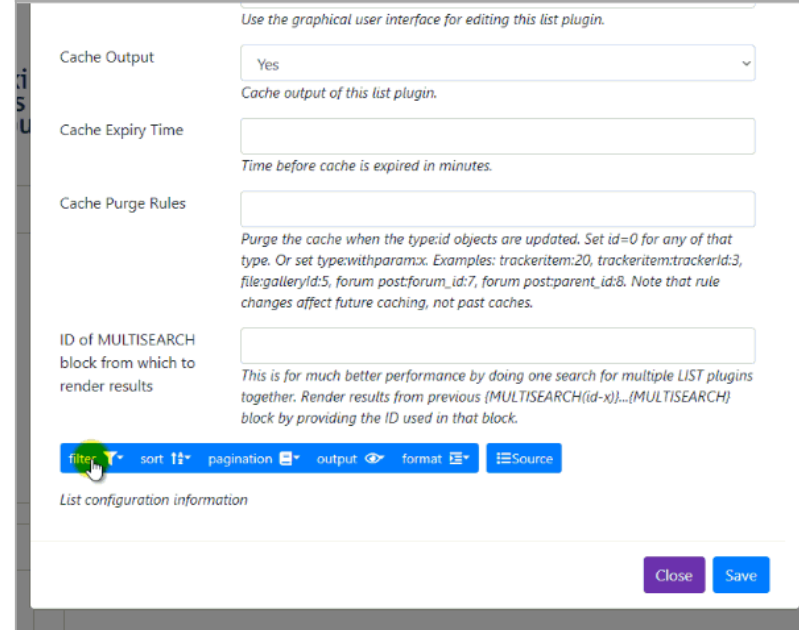 Use the graphical user interface for editing this list plugin.
Cache Output
Yes
Cache output of this list plugin.
Cache Expiry Time
Time before cache is expired in minutes.
Cache Purge Rules
Purge the cache when the type:id objects are updated. Set id=0 for any of that
type. Or set type:withparam:x. Examples: trackeritem:20, trackeritem:trackerId:3,
file:galleryId:5, forum post:forum_id:7, forum post:parent_id:8. Note that rule
changes affect future caching, not past caches.
ID of MULTISEARCH
block from which to
render results
This is for much better performance by doing one search for multiple LIST plugins
together. Render results from previous {MULTISEARCH(id-x)}...{MULTISEARCH}
block by providing the ID used in that block.
filter sort pagination output format Source
List configuration information
Close Save